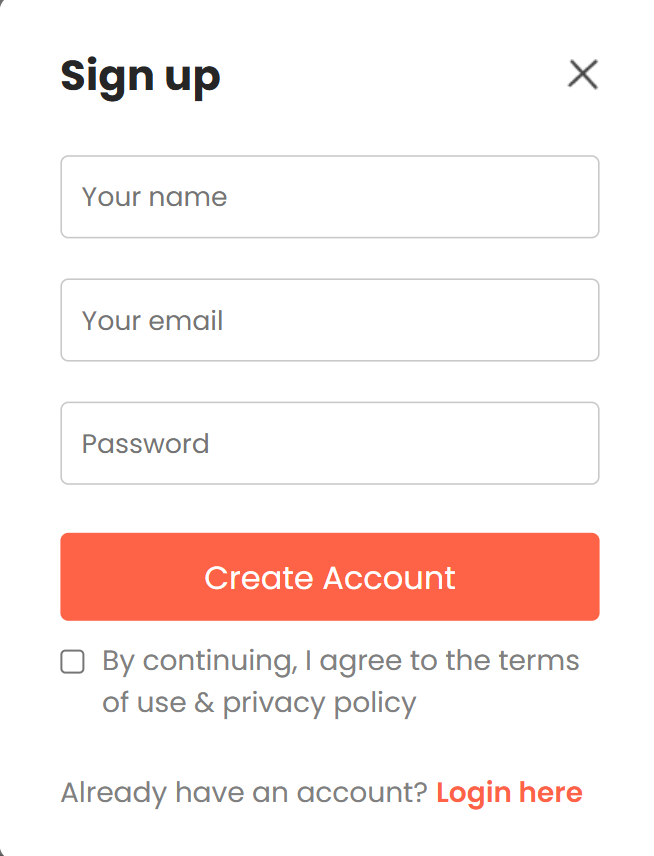 Sign up
Your name
Your email
Password
Create Account
By continuing, I agree to the terms
of use & privacy policy
Already have an account? Login here